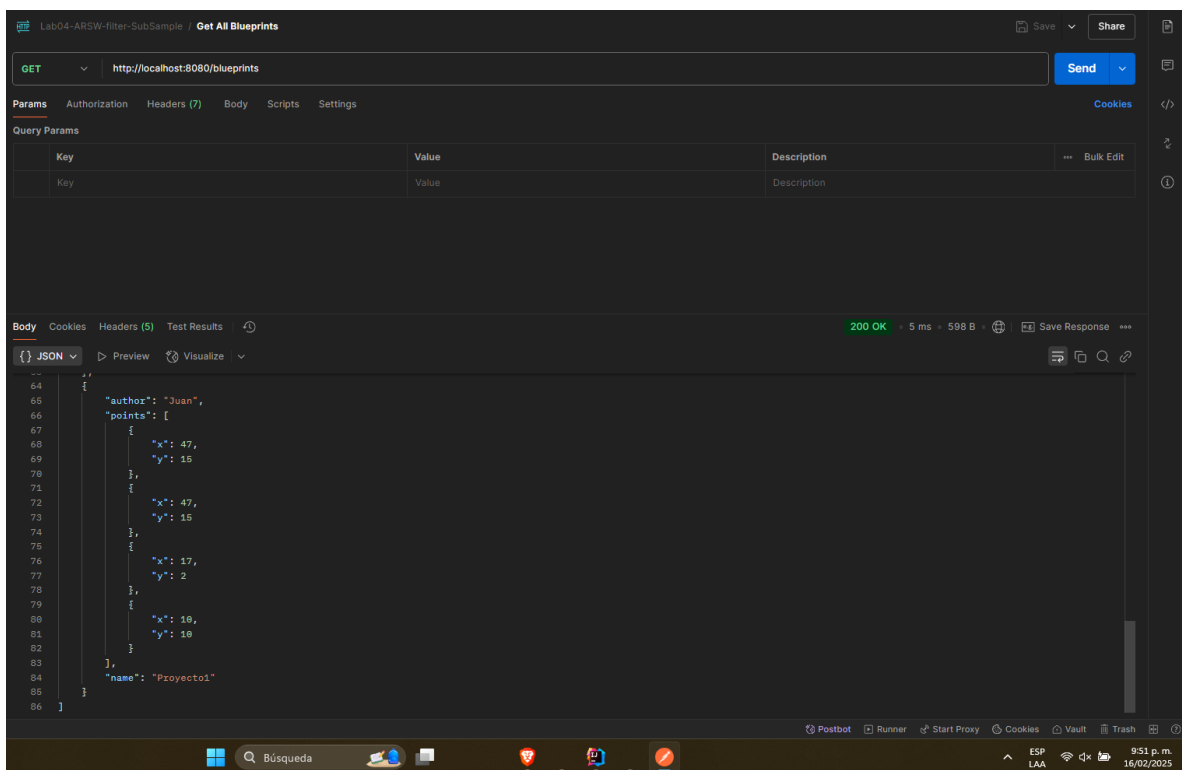 HTTP Lab04-ARSW-filter-SubSample / Get All Blueprints Save Share
GET http://localhost:8080/blueprints Send
Params Authorization Headers (7) Body Scripts Settings Cookies
Query Params
Key Value Description ••• Bulk Edit
Key Value Description
Body Cookies Headers (5) Test Results 200 OK • 5 ms • 598 B • Save Response •••
{} JSON Preview Visualize
64 {
65 "author": "Juan",
66 "points": [
67 {
68 "x": 47,
69 "y": 15
70 },
71 {
72 "x": 47,
73 "y": 15
74 },
75 {
76 "x": 17,
77 "y": 2
78 },
79 {
80 "x": 10,
81 "y": 10
82 }
83 ],
84 "name": "Proyecto1"
85 }
86 ]
Postbot Runner Start Proxy Cookies Vault Trash
Búsqueda ESP 9:51 p. m.
LAA 16/02/2025